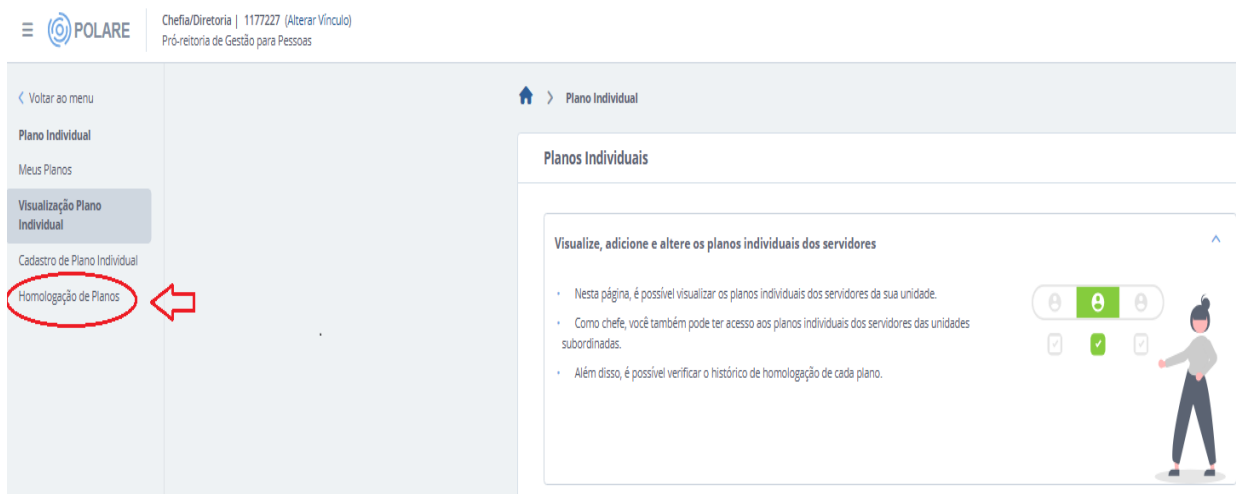 POLARE
Chefia/Diretoria | 1177227 (Alterar Vínculo)
Pró-reitoria de Gestão para Pessoas
Voltar ao menu
Plano Individual
Meus Planos
Visualização Plano
Individual
Cadastro de Plano Individual
Homologação de Planos
Plano Individual
Planos Individuais
Visualize, adicione e altere os planos individuais dos servidores
• Nesta página, é possível visualizar os planos individuais dos servidores da sua unidade.
• Como chefe, você também pode ter acesso aos planos individuais dos servidores das unidades
subordinadas.
• Além disso, é possível verificar o histórico de homologação de cada plano.